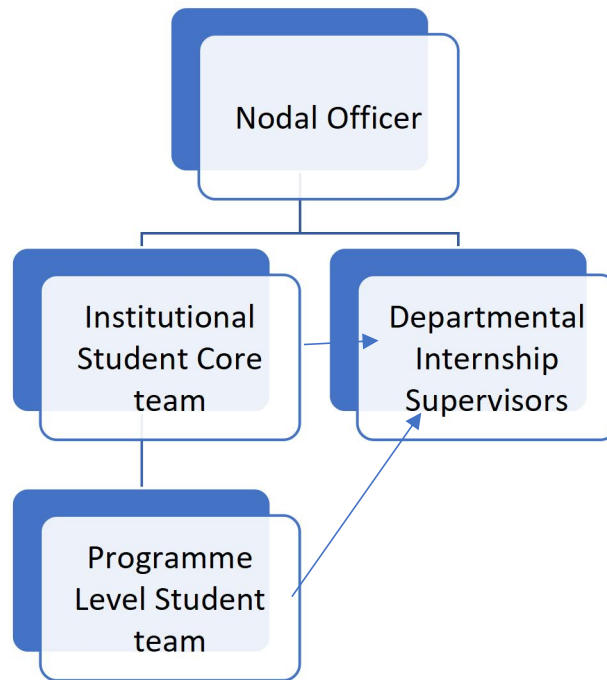 Nodal Officer
Institutional
Student Core
team
Departmental
Internship
Supervisors
Programme
Level Student
team